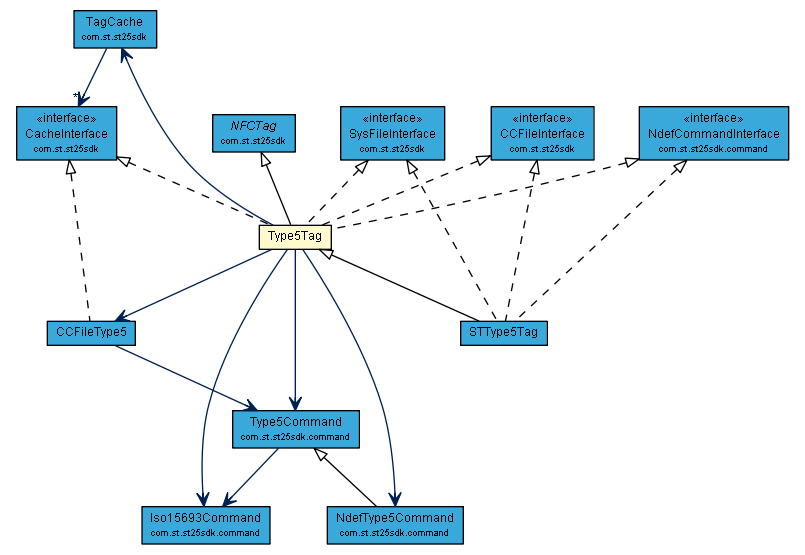 TagCache
com.st.st25sdk
*
«interface»
CacheInterface
com.st.st25sdk
NFCTag
com.st.st25sdk
«interface»
SysFileInterface
com.st.st25sdk
«interface»
CCFileInterface
com.st.st25sdk
«interface»
NdefCommandInterface
com.st.st25sdk.command
Type5Tag
CCFileType5
STType5Tag
Type5Command
com.st.st25sdk.command
Iso15693Command
com.st.st25sdk.command
NdefType5Command
com.st.st25sdk.command